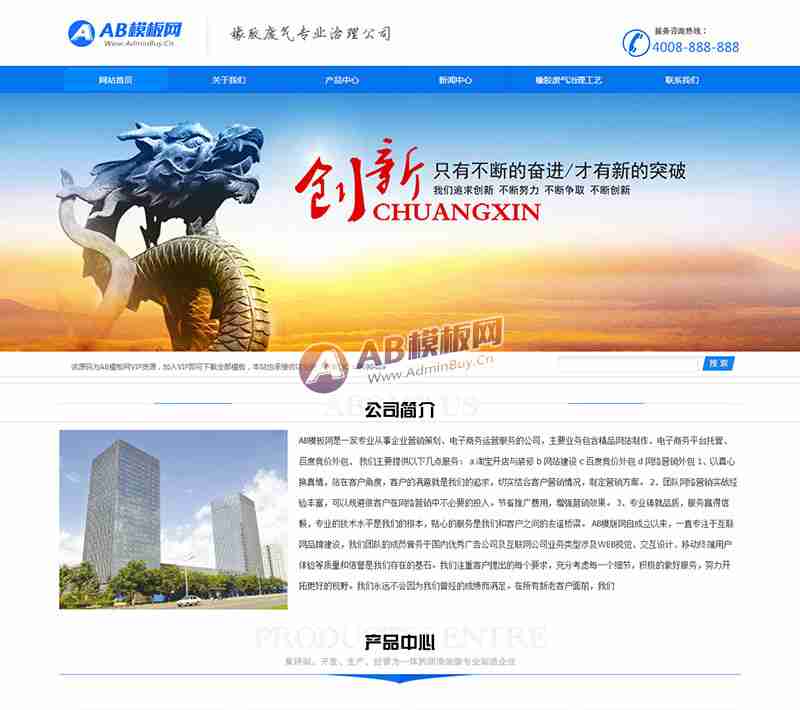 AB模板网
www.AdminBuy.Cn
橡胶废气专业治理公司
服务咨询热线：
4008-888-888
网站首页 关于我们 产品中心 新闻中心 橡胶废气治理工艺 联系我们
创新
只有不断的奋进/才有新的突破
我们追求创新 不断努力 不断争取 不断创新
CHUANGXIN
AB模板网
www.AdminBuy.Cn
该源码为AB模板网VIP资源，加入VIP即可下载全部模板，本站也承接仿
搜 索
ABOUT US
公司简介
AB模板网是一家专业从事企业营销策划、电子商务运营服务的公司，主要业务包含精品网站制作、电子商务平台托管、
百度竞价外包、 我们主要提供以下几点服务： a 淘宝开店与装修 b 网站建设 c 百度竞价外包 d 网络营销外包 1、以真心
换真情，站在客户角度，客户的满意就是我们的追求，切实结合客户营销情况，制定营销方案。 2、团队网络营销实战经
验丰富，可以规避很客户在网络营销中不必要的投入，节省推广费用，增强营销效果。 3、专业铸就品质，服务赢得信
赖，专业的技术水平是我们的根本，贴心的服务是我们和客户之间的友谊桥梁。 AB模版网自成立以来，一直专注于互联
网品牌建设，我们团队的成员曾务于国内优秀广告公司及互联网公司业务类型涉及WEB视觉、交互设计、移动终端用户
体验等质量和信誉是我们存在的基石。我们注重客户提出的每个要求，充分考虑每一个细节，积极的做好服务，努力开
拓更好的视野。我们永远不会因为我们曾经的成绩而满足。在所有新老客户面前，我们
PRODUCT CENTRE
产品中心
集研制、开发、生产、经营为一体的喷漆烟雾专业制造企业